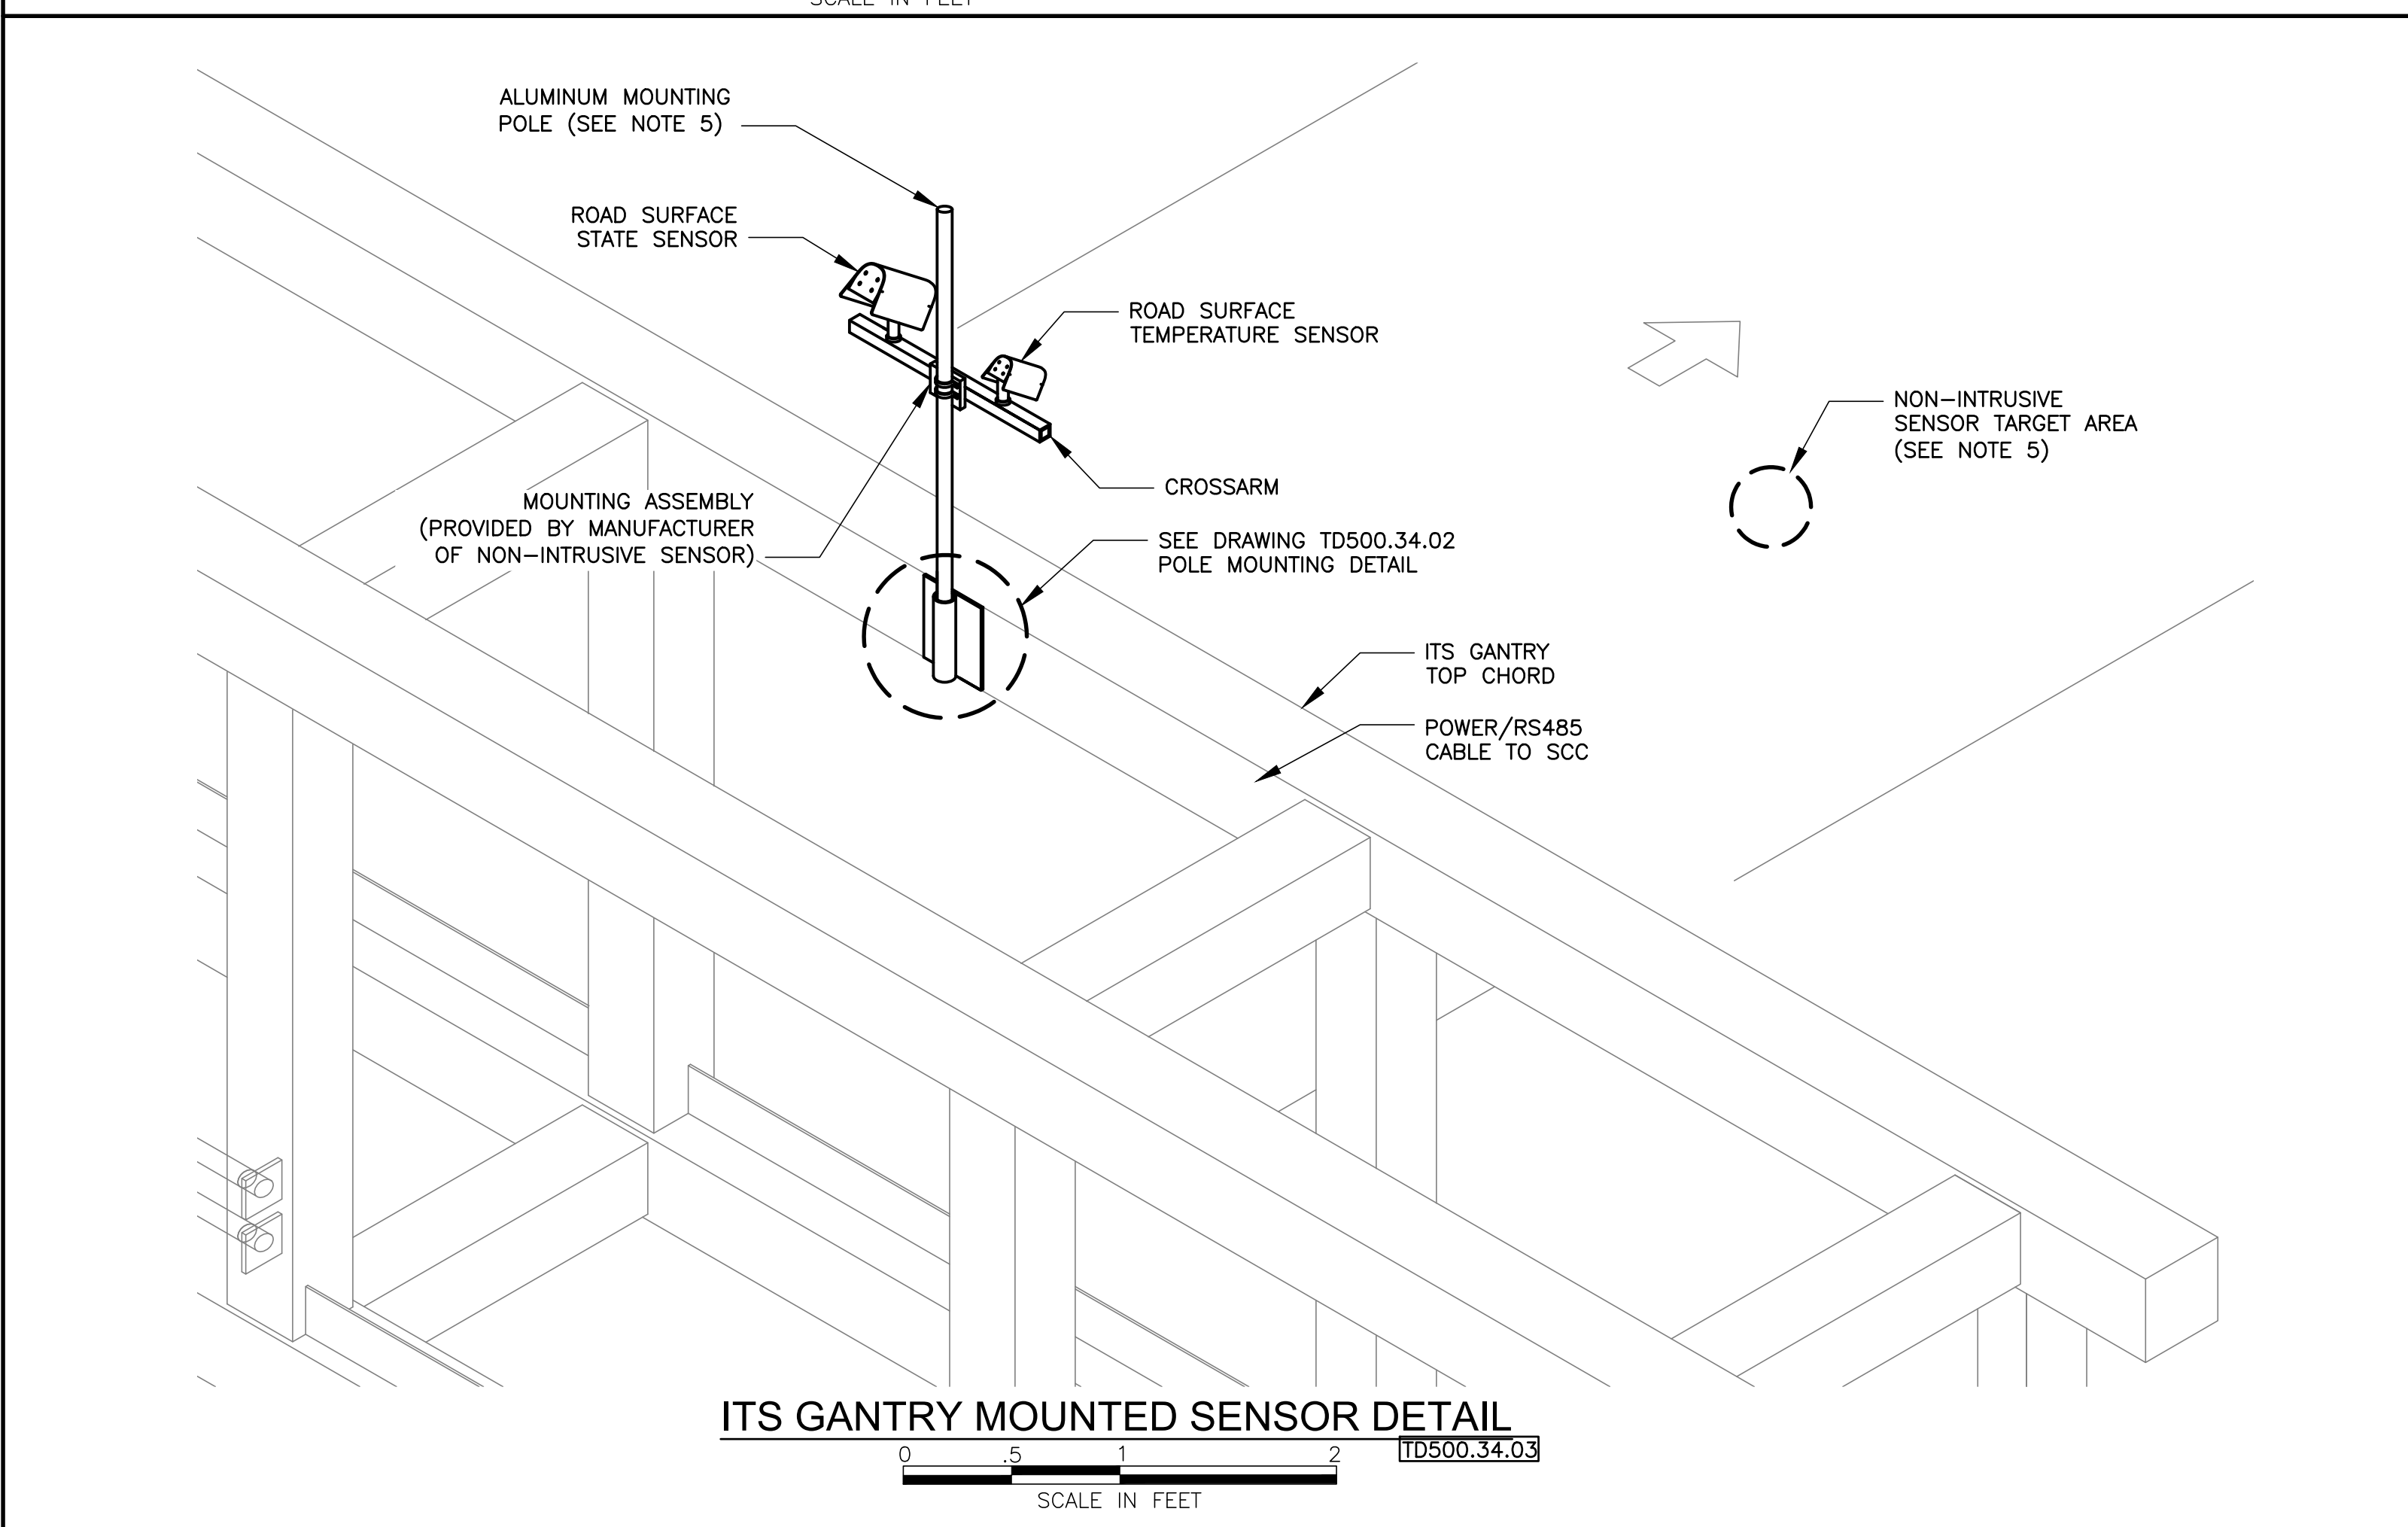 SCALE IN FEET
ALUMINUM MOUNTING
POLE (SEE NOTE 5)
ROAD SURFACE
STATE SENSOR
ROAD SURFACE
TEMPERATURE SENSOR
NON-INTRUSIVE
SENSOR TARGET AREA
(SEE NOTE 5)
CROSSARM
MOUNTING ASSEMBLY
(PROVIDED BY MANUFACTURER
OF NON-INTRUSIVE SENSOR)
SEE DRAWING TD500.34.02
POLE MOUNTING DETAIL
ITS GANTRY
TOP CHORD
POWER/RS485
CABLE TO SCC
ITS GANTRY MOUNTED SENSOR DETAIL
TD500.34.03
0 .5 1 2
SCALE IN FEET